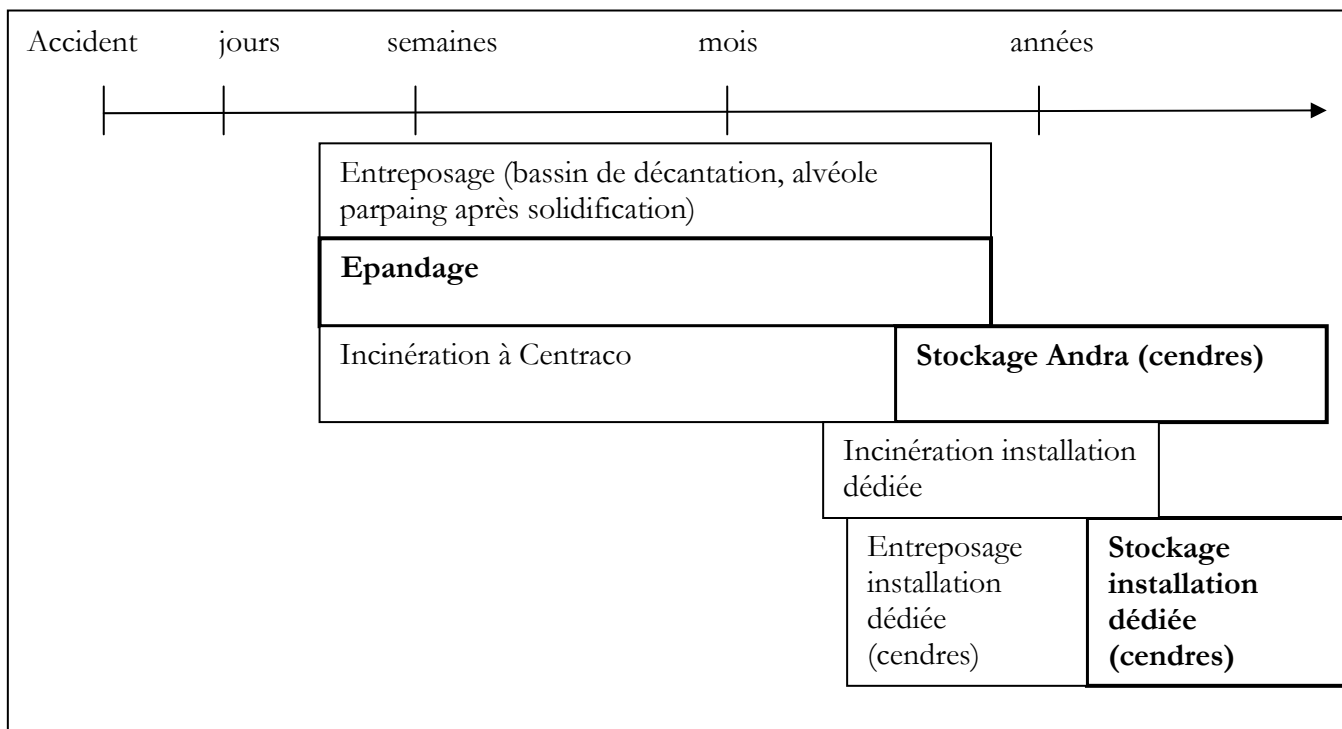 Accident jours semaines mois années
Entreposage (bassin de décantation, alvéole
parpaing après solidification)
Epandage
Incinération à Centraco
Stockage Andra (cendres)
Incinération installation
dédiée
Entreposage
installation
dédiée
(cendres)
Stockage
installation
dédiée
(cendres)